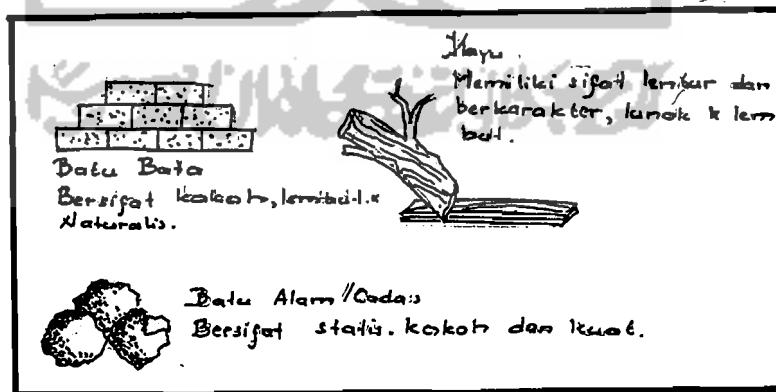 Kayu.
Memiliki sifat lentur dan
berkarakter, lunak & lem
but.
Batu Bata
Bersifat kokoh, lembut &
Naturalis.
Batu Alam // Cadas
Bersifat statis. kokoh dan kuat.